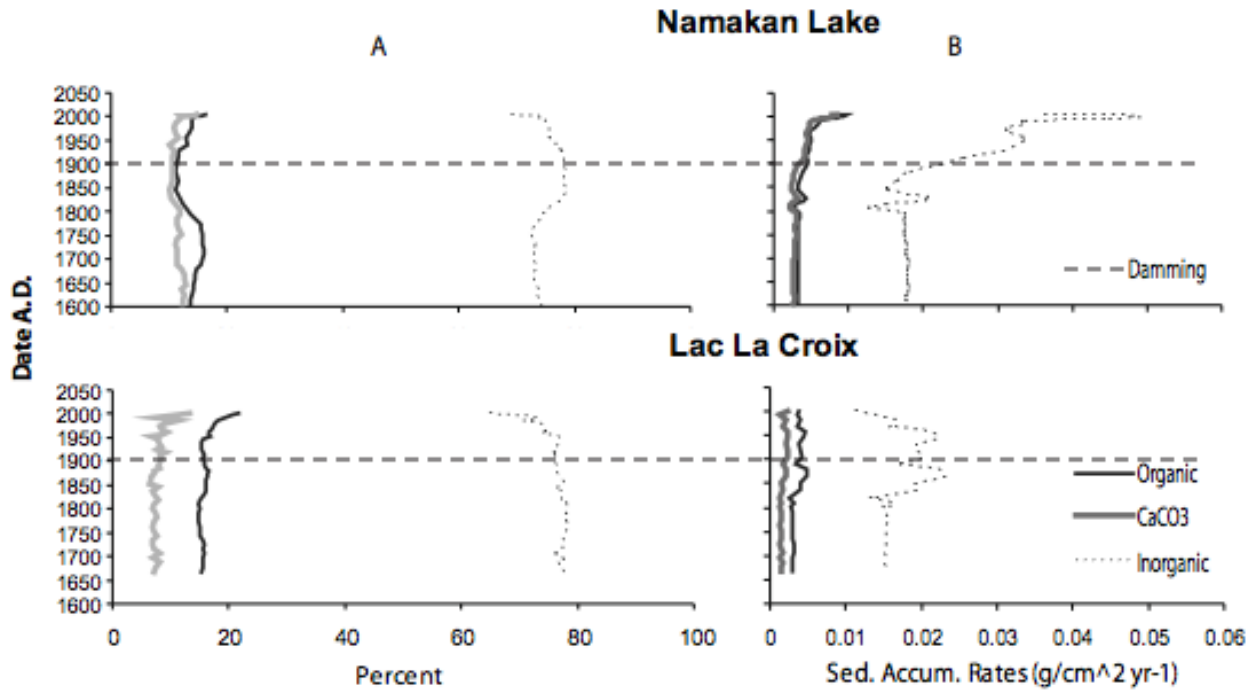 Namakan Lake
A
B
2050
2000
1950
1900
1850
1800
1750
1700
1650
1600
Damming
Date A.D.
Lac La Croix
2050
2000
1950
1900
1850
1800
1750
1700
1650
1600
Organic
CaCO3
Inorganic
0 20 40 60 80 100
0 0.01 0.02 0.03 0.04 0.05 0.06
Percent
Sed. Accum. Rates (g/cm^2 yr-1)